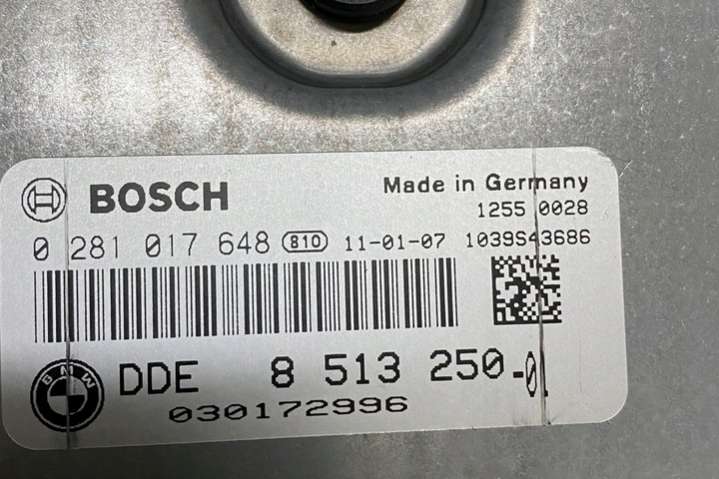 BOSCH
Made in Germany
1255 0028
0 281 017 648 810 11-01-07 1039S43686
BMW
DDE 8 513 250-01
030172996